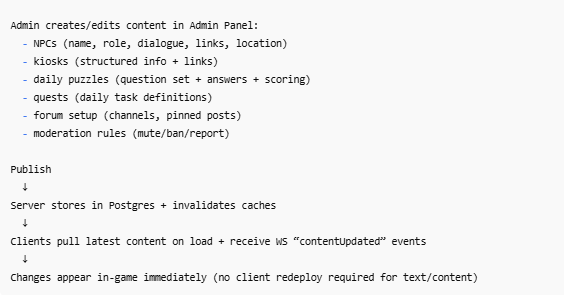 Admin creates/edits content in Admin Panel:
- NPCs (name, role, dialogue, links, location)
- kiosks (structured info + links)
- daily puzzles (question set + answers + scoring)
- quests (daily task definitions)
- forum setup (channels, pinned posts)
- moderation rules (mute/ban/report)
Publish
↓
Server stores in Postgres + invalidates caches
↓
Clients pull latest content on load + receive WS “contentUpdated” events
↓
Changes appear in-game immediately (no client redeploy required for text/content)